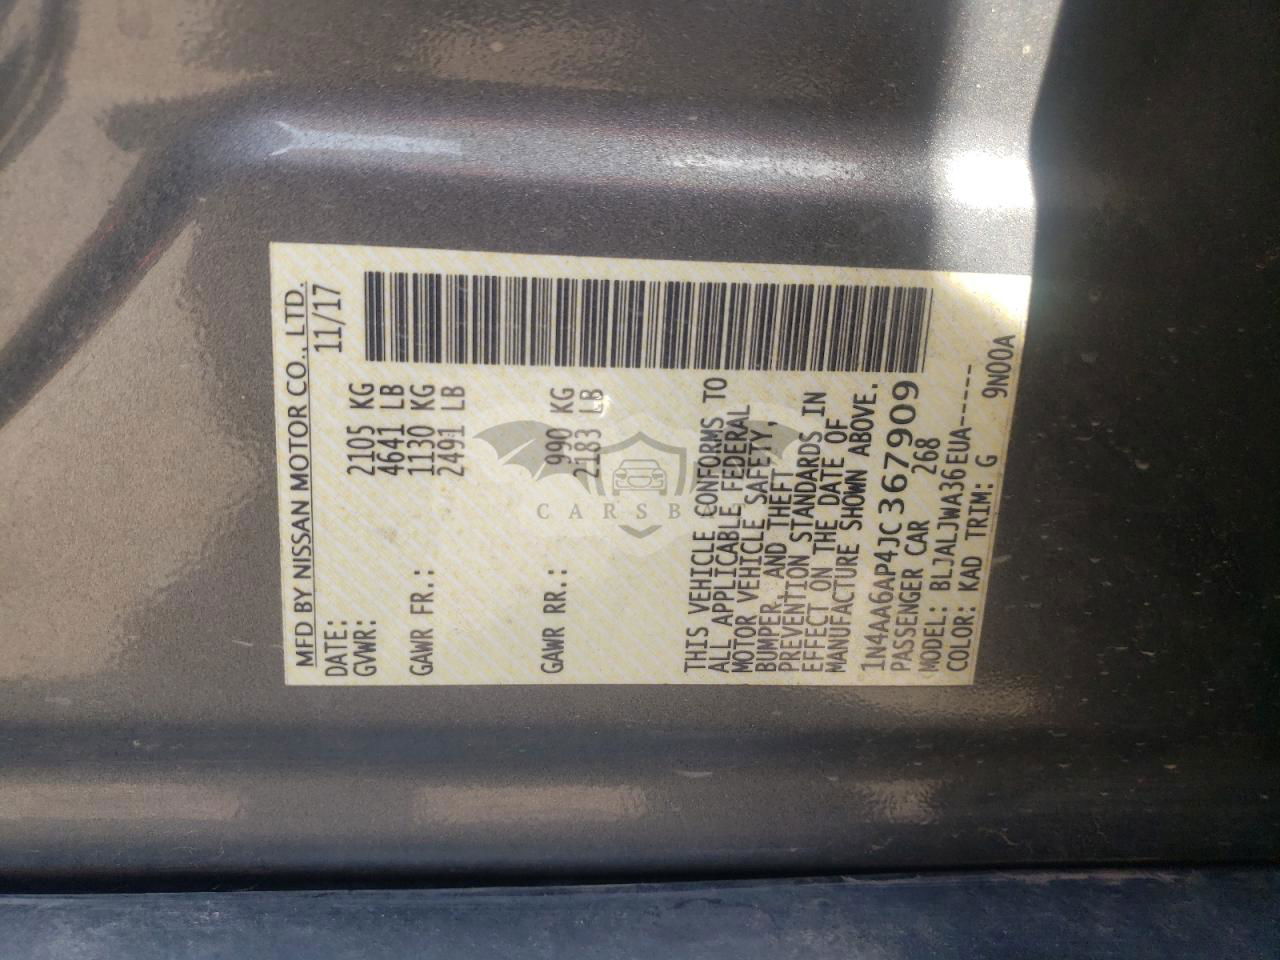 MFD BY NISSAN MOTOR CO., LTD.
DATE: 11/17
GVWR: 2105 KG
4641 LB
GAWR FR.: 1130 KG
2491 LB
GAWR RR.: 990 KG
2183 LB
THIS VEHICLE CONFORMS TO
ALL APPLICABLE FEDERAL
MOTOR VEHICLE SAFETY,
BUMPER, AND THEFT
PREVENTION STANDARDS IN
EFFECT ON THE DATE OF
MANUFACTURE SHOWN ABOVE.
1N4AA6AP4JC367909
PASSENGER CAR 268
MODEL: BLJALJWA36EUA-----
COLOR: KAD TRIM: G 9N00A